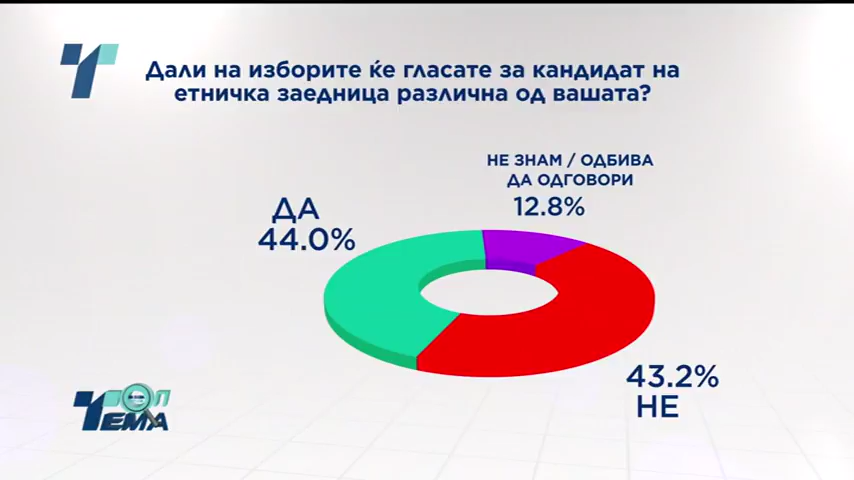 Дали на изборите ќе гласате за кандидат на
етничка заедница различна од вашата?
НЕ ЗНАМ / ОДБИВА
ДА ОДГОВОРИ
12.8%
ДА
44.0%
43.2%
НЕ
ТЕМА